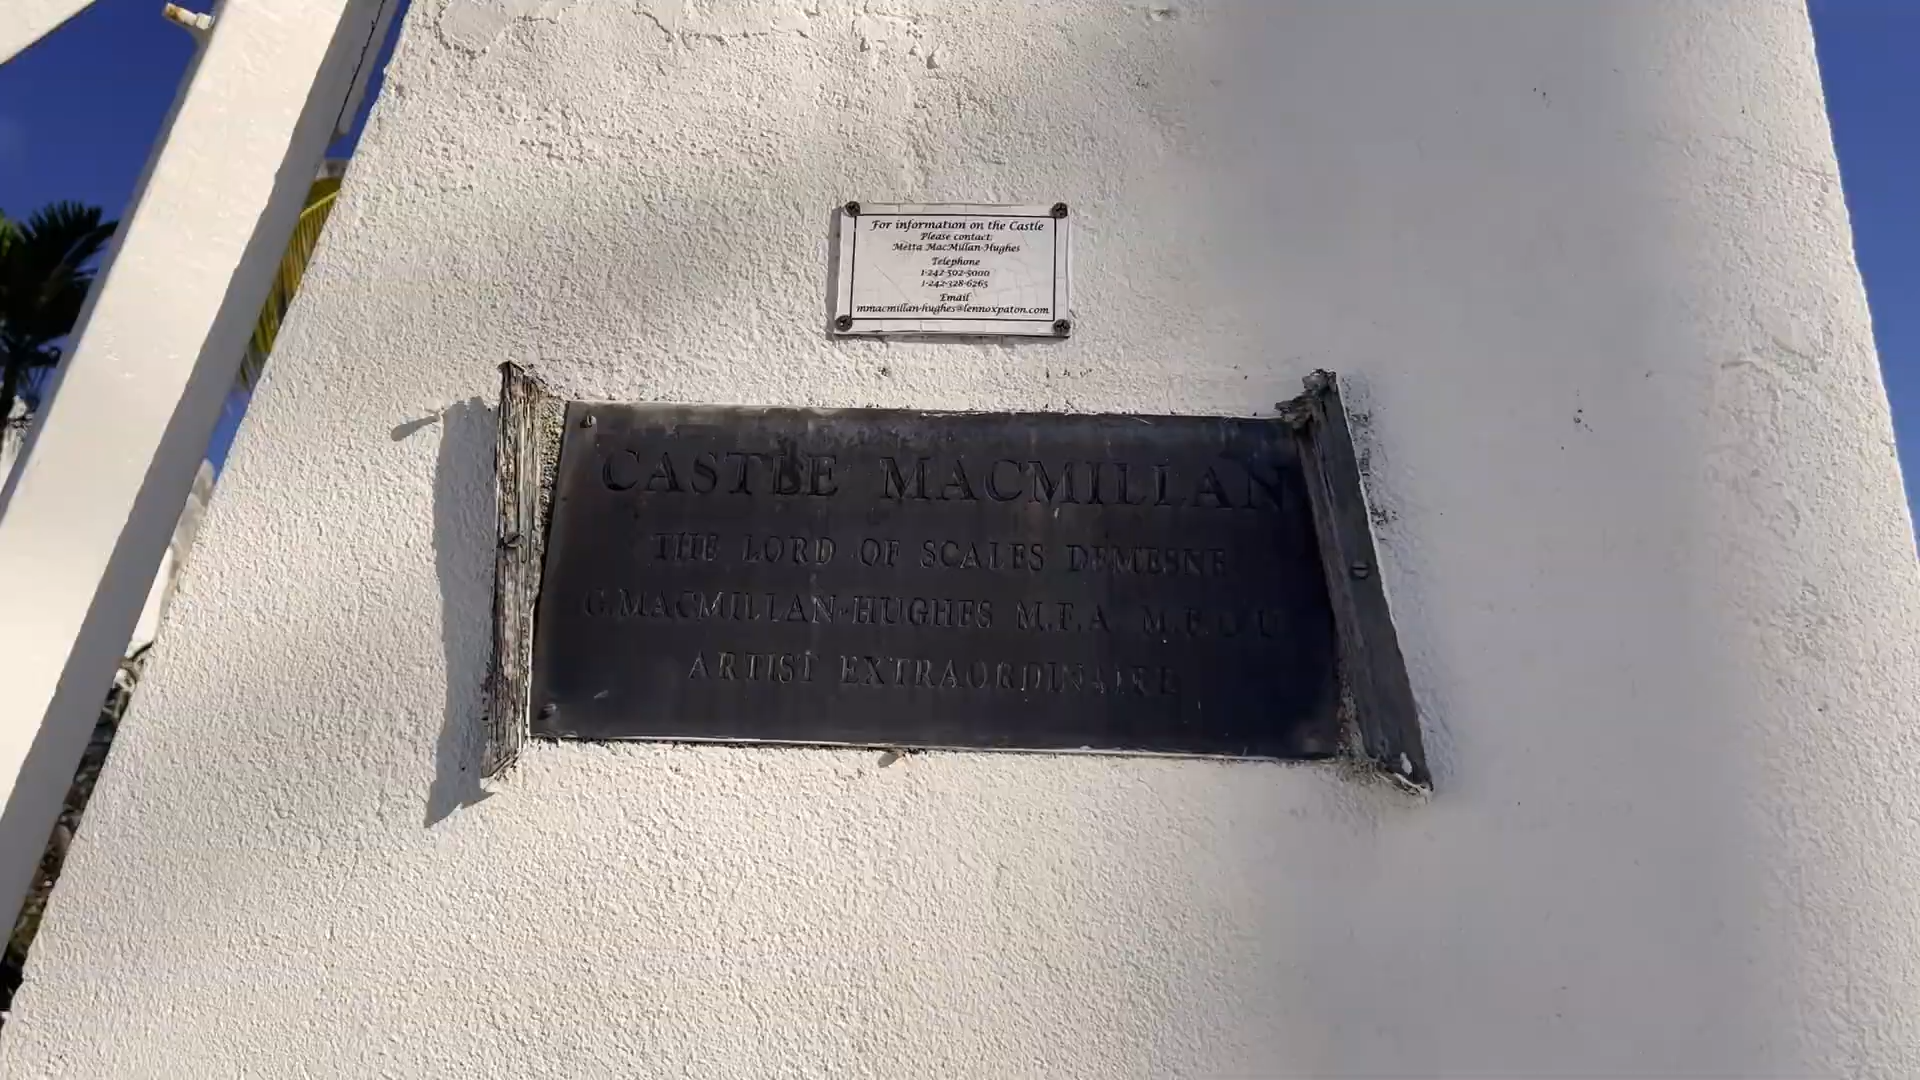 For information on the Castle
Please contact:
Metta MacMillan-Hughes
Telephone
1-242-502-5000
1-242-328-6265
Email
mmacmillan-hughes@lennoxpaton.com
CASTLE MACMILLAN
THE LORD OF SCALES DEMESNE
G.MACMILLAN-HUGHES M.F.A.
ARTIST EXTRAORDINAIRE